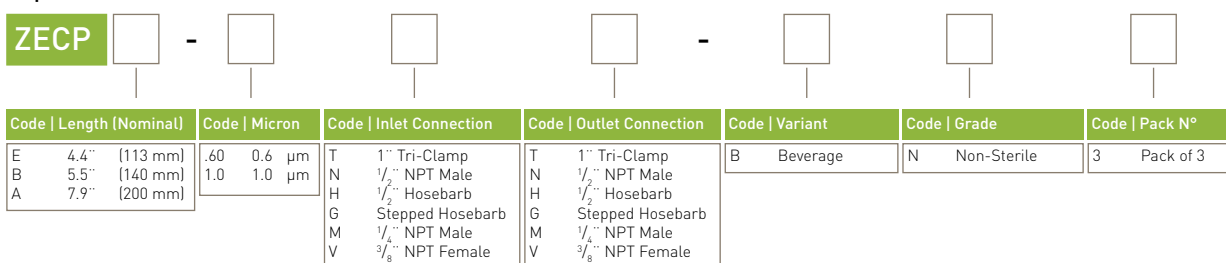 ZECP - -
Code | Length (Nominal) Code | Micron Code | Inlet Connection Code | Outlet Connection Code | Variant Code | Grade Code | Pack N°
E 4.4¨ (113 mm) .60 0.6 µm T 1¨ Tri-Clamp T 1¨ Tri-Clamp B Beverage N Non-Sterile 3 Pack of 3
B 5.5¨ (140 mm) 1.0 1.0 µm N 1/2¨ NPT Male N 1/2¨ NPT Male
A 7.9¨ (200 mm) H 1/2¨ Hosebarb H 1/2¨ Hosebarb
G Stepped Hosebarb G Stepped Hosebarb
M 1/4¨ NPT Male M 1/4¨ NPT Male
V 3/8¨ NPT Female V 3/8¨ NPT Female